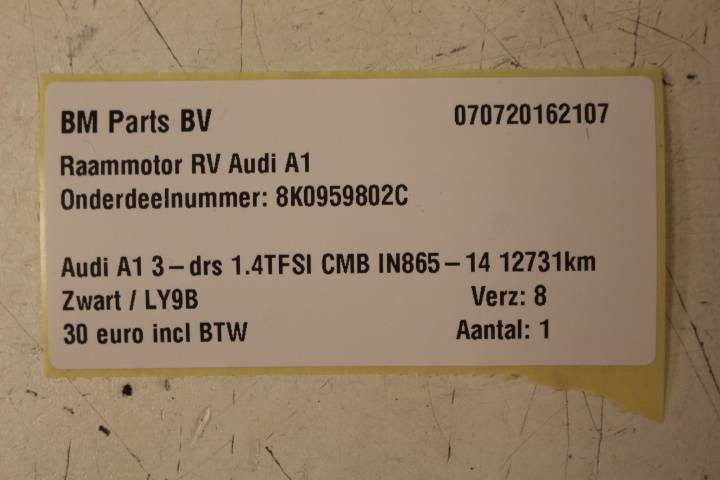 BM Parts BV 070720162107
Raammotor RV Audi A1
Onderdeelnummer: 8K0959802C
Audi A1 3-drs 1.4TFSI CMB IN865-14 12731km
Zwart / LY9B Verz: 8
30 euro incl BTW Aantal: 1